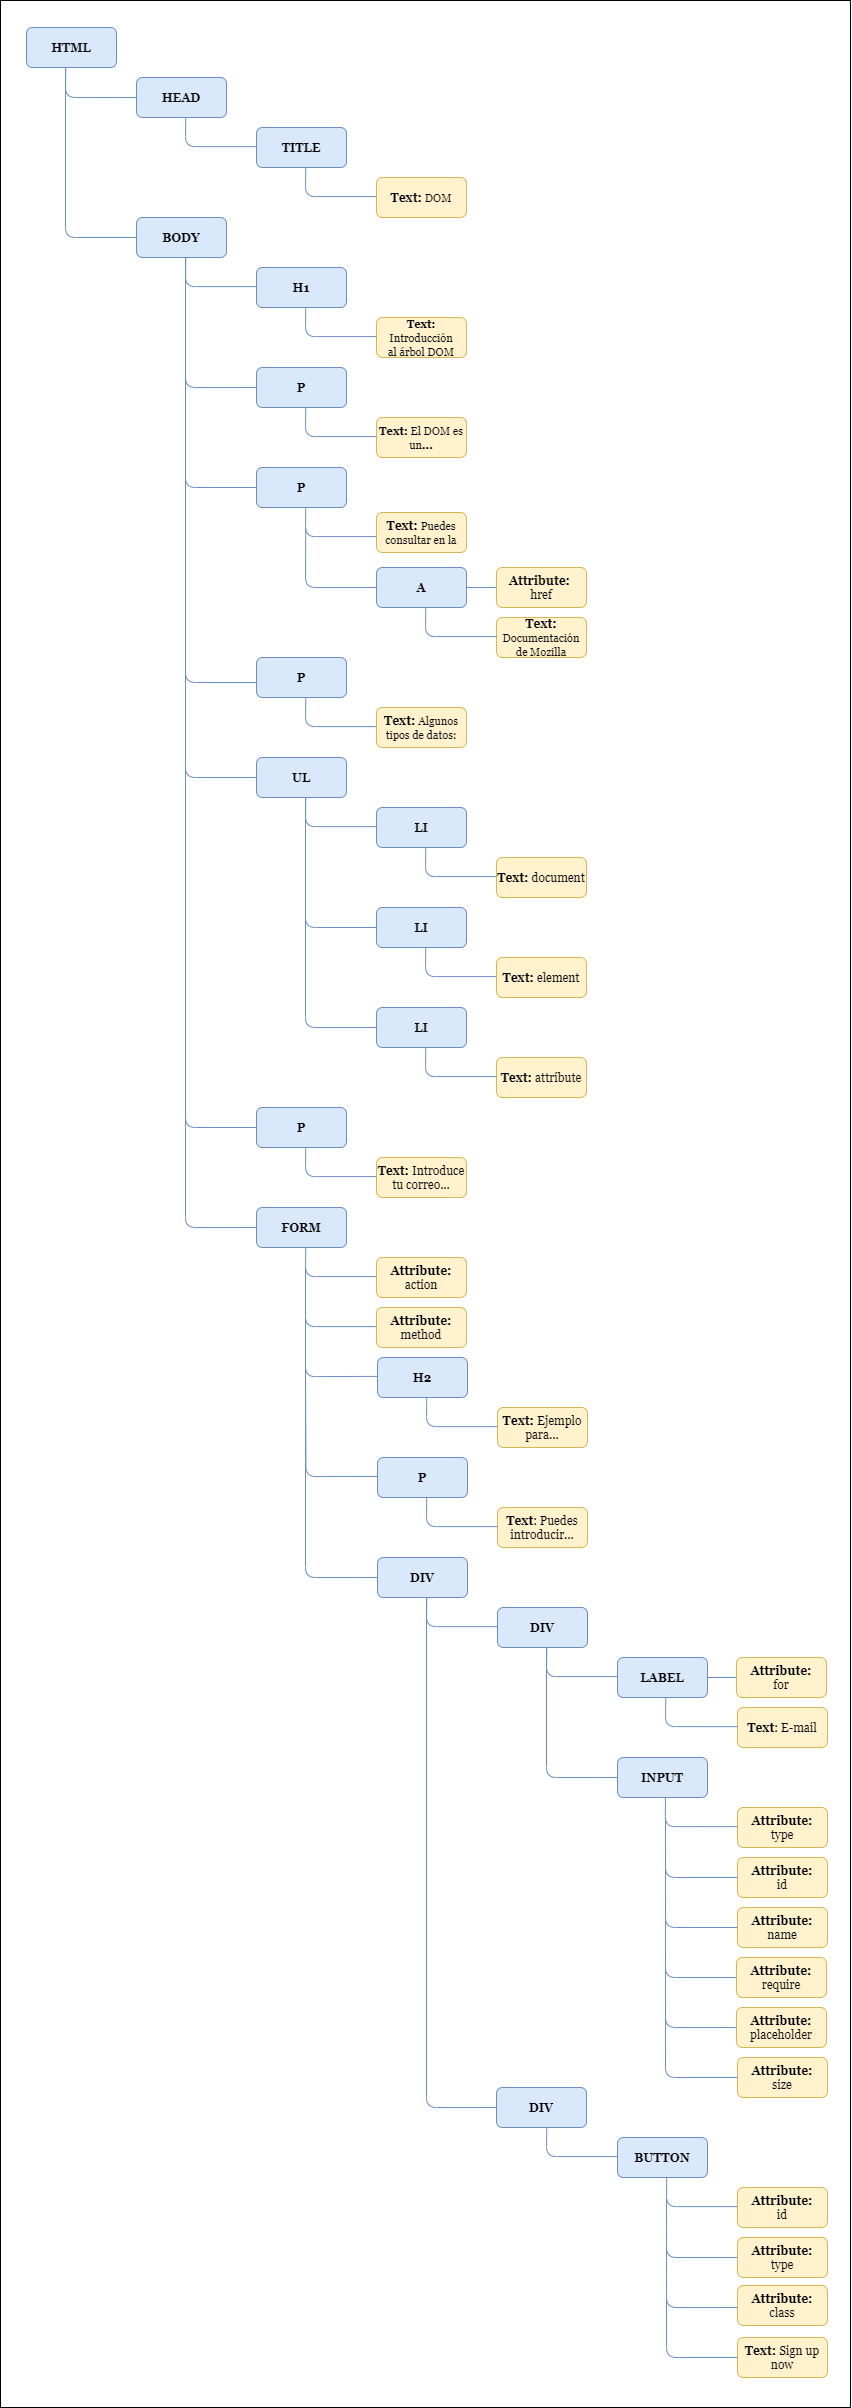 HTML
HEAD
TITLE
Text: DOM
BODY
H1
Text:
Introducción
al árbol DOM
P
Text: El DOM es
un...
P
Text: Puedes
consultar en la
A
Attribute:
href
Text:
Documentación
de Mozilla
P
Text: Algunos
tipos de datos:
UL
LI
Text: document
LI
Text: element
LI
Text: attribute
P
Text: Introduce
tu correo...
FORM
Attribute:
action
Attribute:
method
H2
Text: Ejemplo
para...
P
Text: Puedes
introducir...
DIV
DIV
LABEL
Attribute:
for
Text: E-mail
INPUT
Attribute:
type
Attribute:
id
Attribute:
name
Attribute:
require
Attribute:
placeholder
Attribute:
size
DIV
BUTTON
Attribute:
id
Attribute:
type
Attribute:
class
Text: Sign up
now